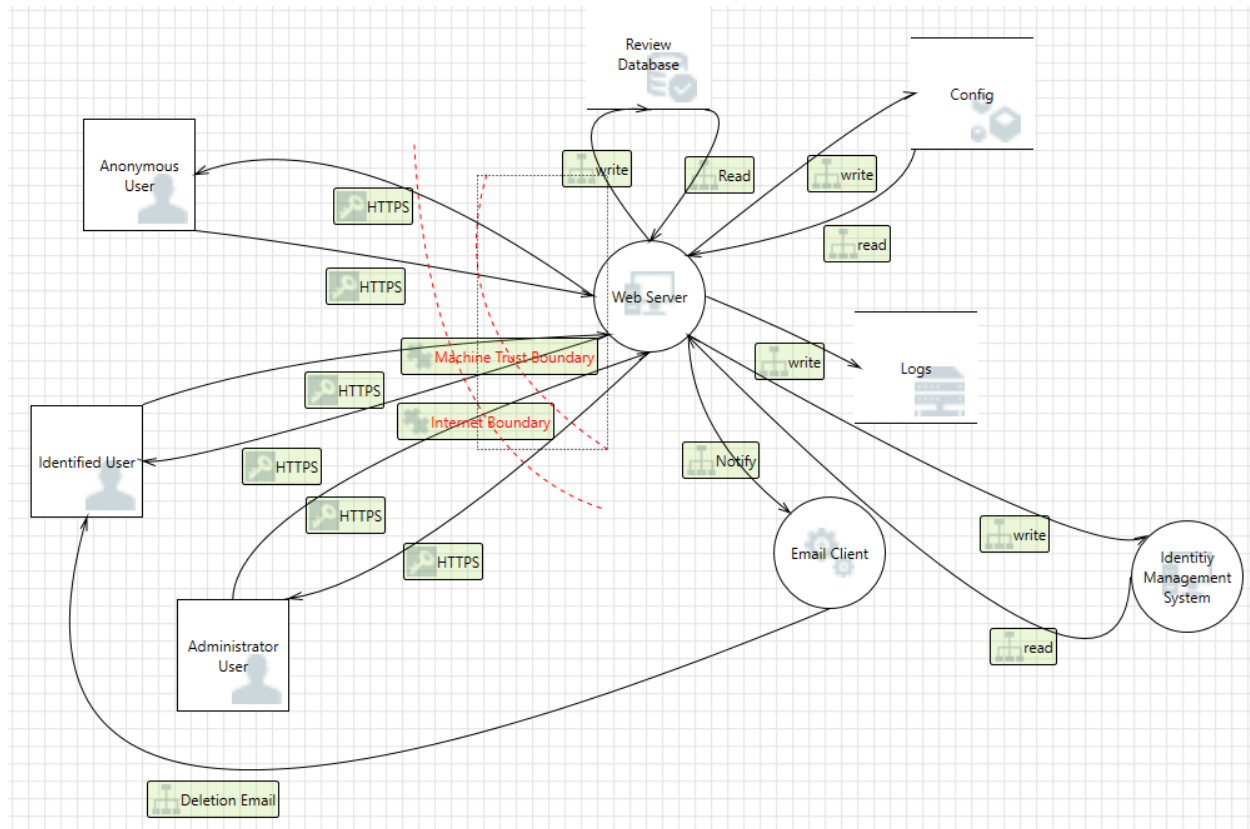 Review
Database
Config
Anonymous
User
write
Read
write
HTTPS
read
HTTPS
Web Server
Machine Trust Boundary
write
Logs
HTTPS
Internet Boundary
Identified User
HTTPS
Notify
HTTPS
write
HTTPS
Email Client
Identitiy
Management
System
Administrator
User
read
Deletion Email